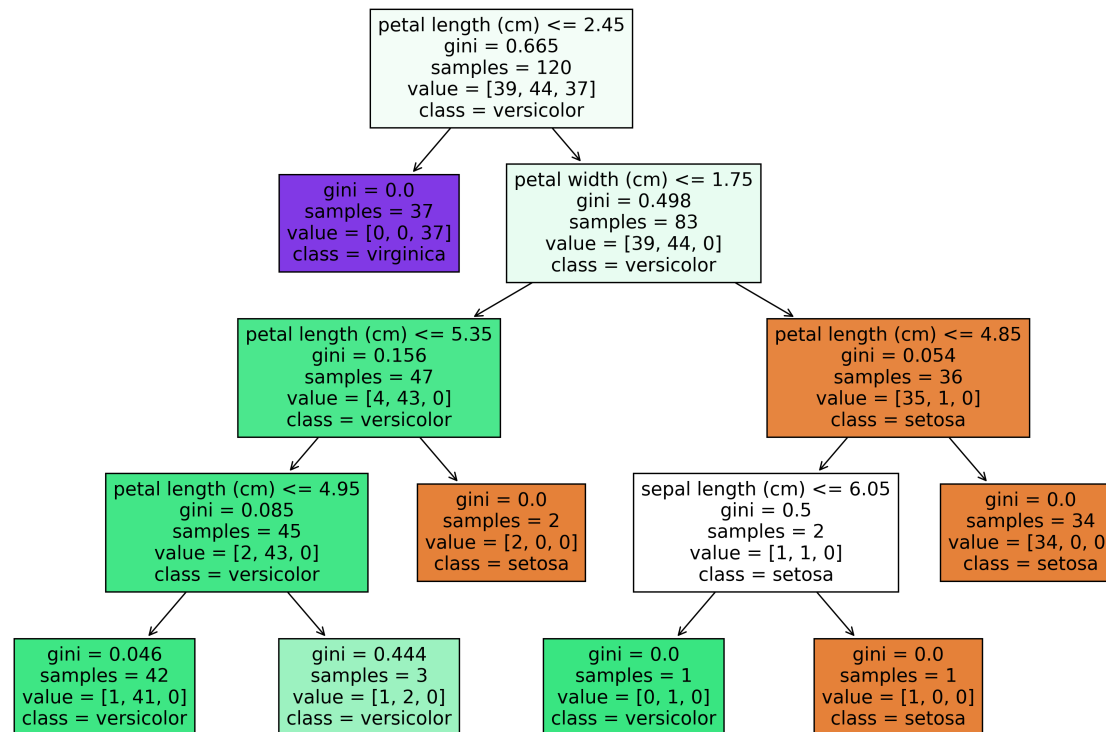 petal length (cm) <= 2.45
gini = 0.665
samples = 120
value = [39, 44, 37]
class = versicolor
gini = 0.0
samples = 37
value = [0, 0, 37]
class = virginica
petal width (cm) <= 1.75
gini = 0.498
samples = 83
value = [39, 44, 0]
class = versicolor
petal length (cm) <= 5.35
gini = 0.156
samples = 47
value = [4, 43, 0]
class = versicolor
petal length (cm) <= 4.85
gini = 0.054
samples = 36
value = [35, 1, 0]
class = setosa
petal length (cm) <= 4.95
gini = 0.085
samples = 45
value = [2, 43, 0]
class = versicolor
gini = 0.0
samples = 2
value = [2, 0, 0]
class = setosa
sepal length (cm) <= 6.05
gini = 0.5
samples = 2
value = [1, 1, 0]
class = setosa
gini = 0.0
samples = 34
value = [34, 0, 0
class = setosa
gini = 0.046
samples = 42
value = [1, 41, 0]
class = versicolor
gini = 0.444
samples = 3
value = [1, 2, 0]
class = versicolor
gini = 0.0
samples = 1
value = [0, 1, 0]
class = versicolor
gini = 0.0
samples = 1
value = [1, 0, 0]
class = setosa